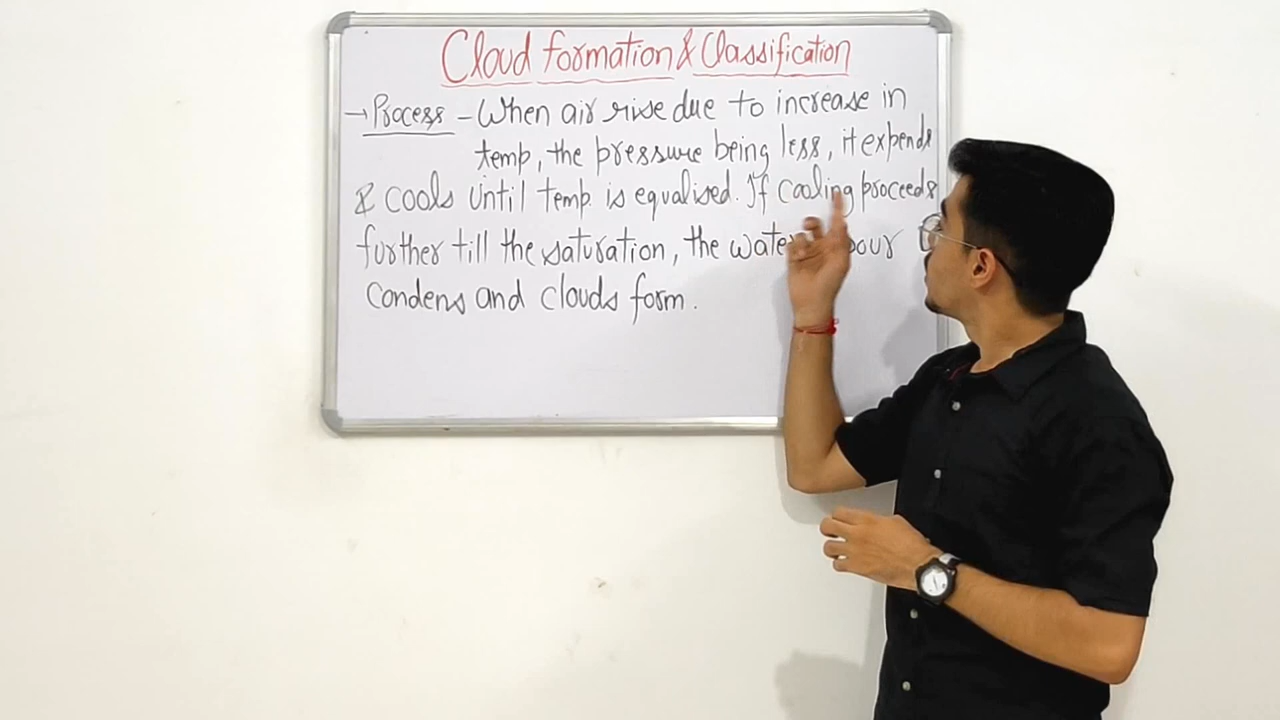 Cloud formation & Classification
→ Process - When air rise due to increase in
temp, the pressure being less, it expends
& cools until temp. is equalised. If cooling proceeds
further till the saturation, the water pour
condens and clouds form.